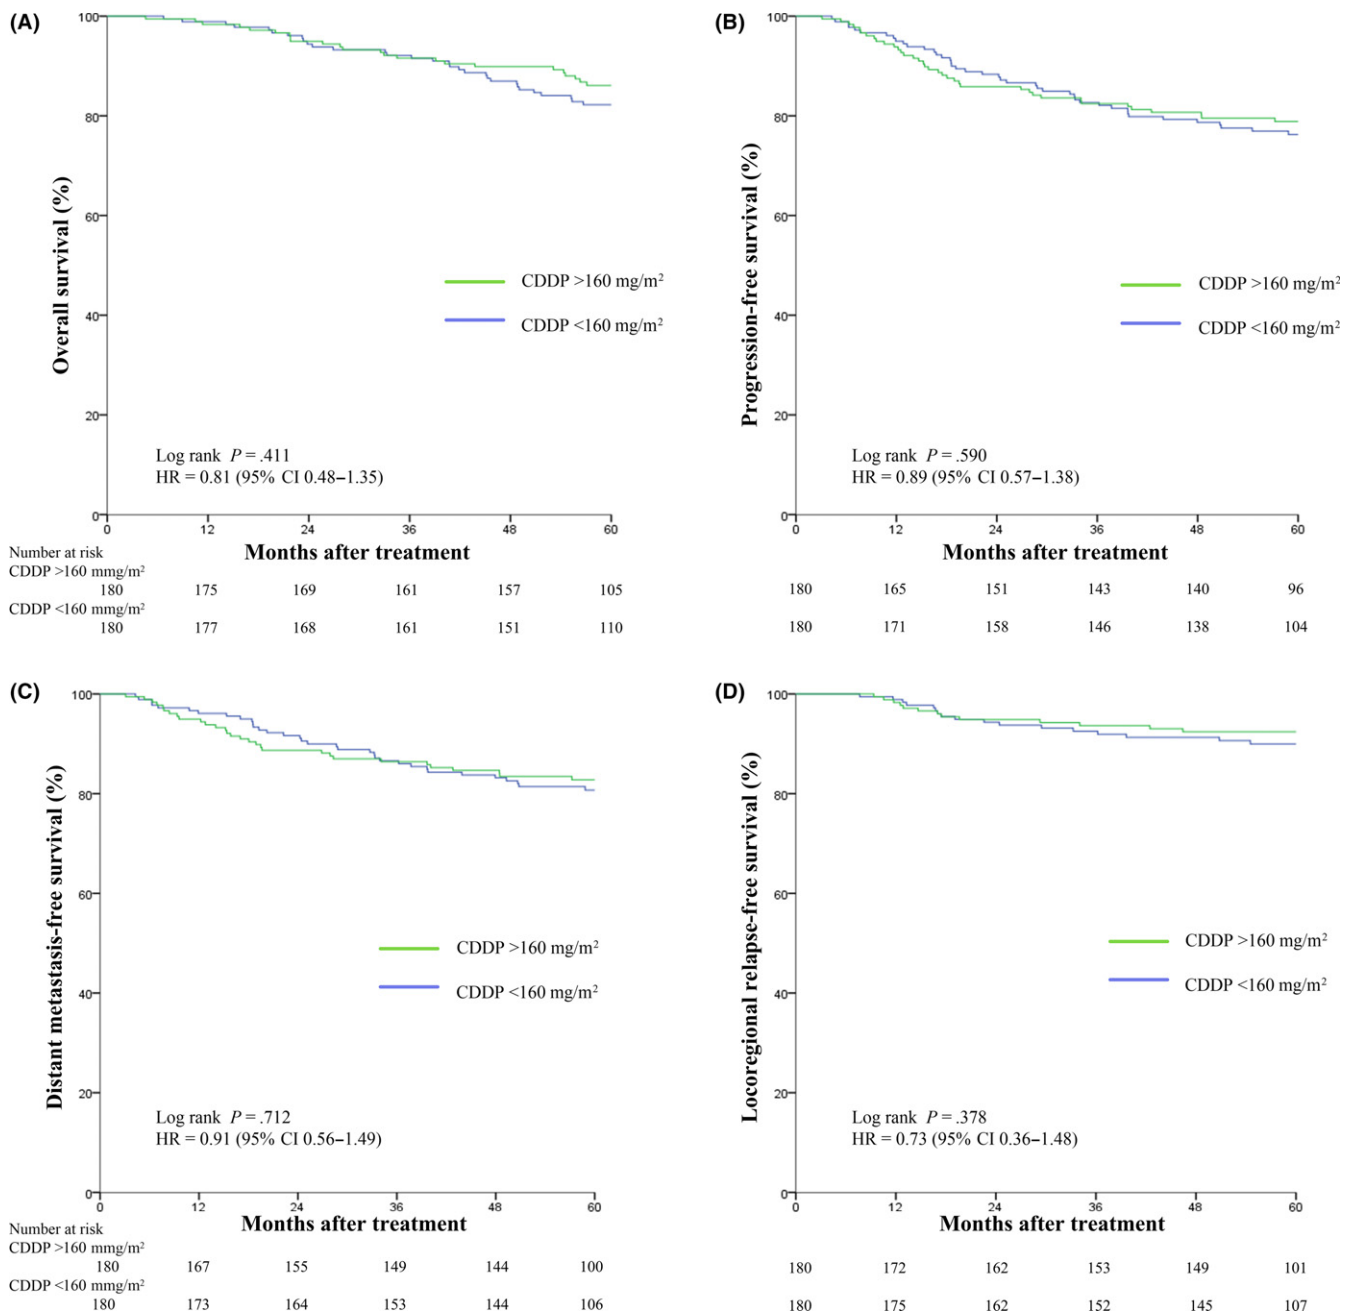 (A)
100
80
60
40
20
0
Overall survival (%)
CDDP >160 mg/m²
CDDP <160 mg/m²
Log rank P = .411
HR = 0.81 (95% CI 0.48–1.35)
0 12 24 36 48 60
Months after treatment
Number at risk
CDDP >160 mmg/m²
180 175 169 161 157 105
CDDP <160 mmg/m²
180 177 168 161 151 110
(B)
100
80
60
40
20
0
Progression-free survival (%)
CDDP >160 mg/m²
CDDP <160 mg/m²
Log rank P = .590
HR = 0.89 (95% CI 0.57–1.38)
0 12 24 36 48 60
Months after treatment
180 165 151 143 140 96
180 171 158 146 138 104
(C)
100
80
60
40
20
0
Distant metastasis-free survival (%)
CDDP >160 mg/m²
CDDP <160 mg/m²
Log rank P = .712
HR = 0.91 (95% CI 0.56–1.49)
0 12 24 36 48 60
Months after treatment
Number at risk
CDDP >160 mmg/m²
180 167 155 149 144 100
CDDP <160 mmg/m²
180 173 164 153 144 106
(D)
100
80
60
40
20
0
Locoregional relapse-free survival (%)
CDDP >160 mg/m²
CDDP <160 mg/m²
Log rank P = .378
HR = 0.73 (95% CI 0.36–1.48)
0 12 24 36 48 60
Months after treatment
180 172 162 153 149 101
180 175 162 152 145 107